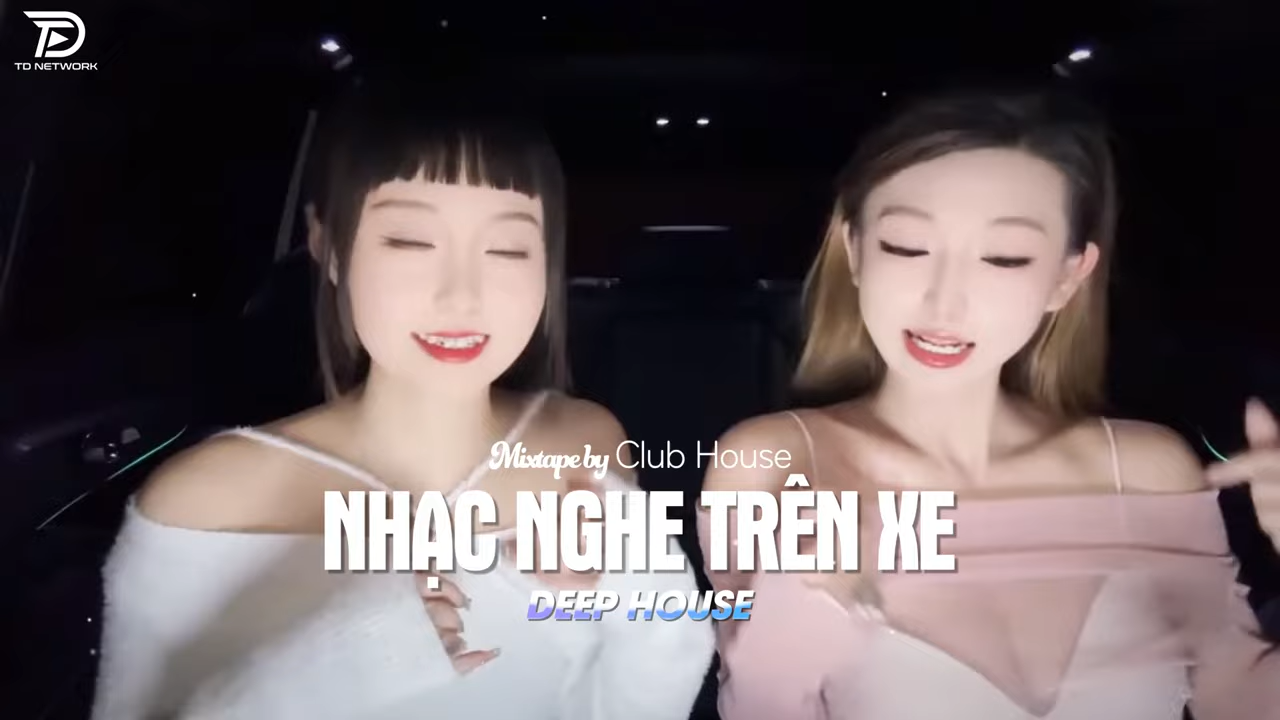 TD NETWORK
Mixtape by Club House
NHẠC NGHE TRÊN XE
DEEP HOUSE